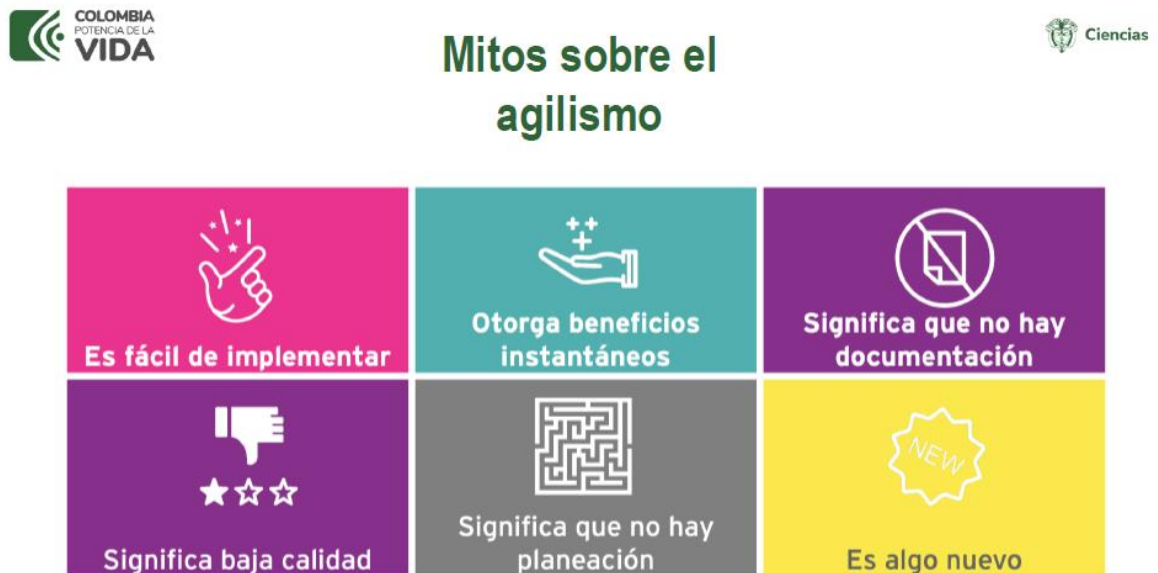 COLOMBIA
POTENCIA DE LA
VIDA
Ciencias
Mitos sobre el
agilismo
Es fácil de implementar
Otorga beneficios
instantáneos
Significa que no hay
documentación
Significa baja calidad
Significa que no hay
planeación
NEW
Es algo nuevo